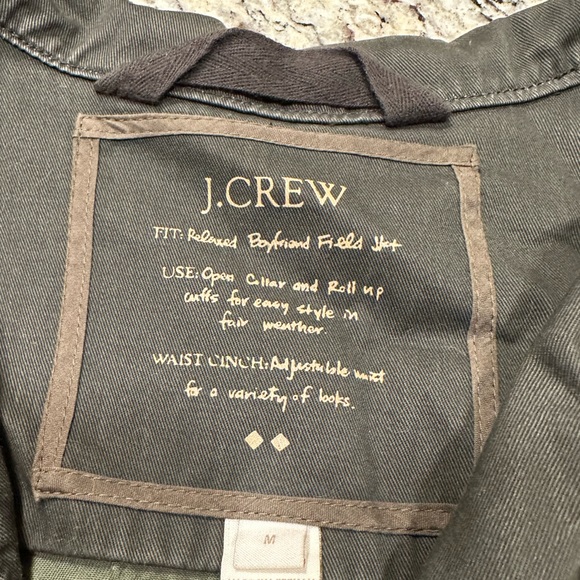 J.CREW
FIT: Relaxed Boyfriend Field Jkt
USE: Open Collar and Roll up
cuffs for easy style in
fair weather.
WAIST CINCH: Adjustable waist
for a variety of looks.
M